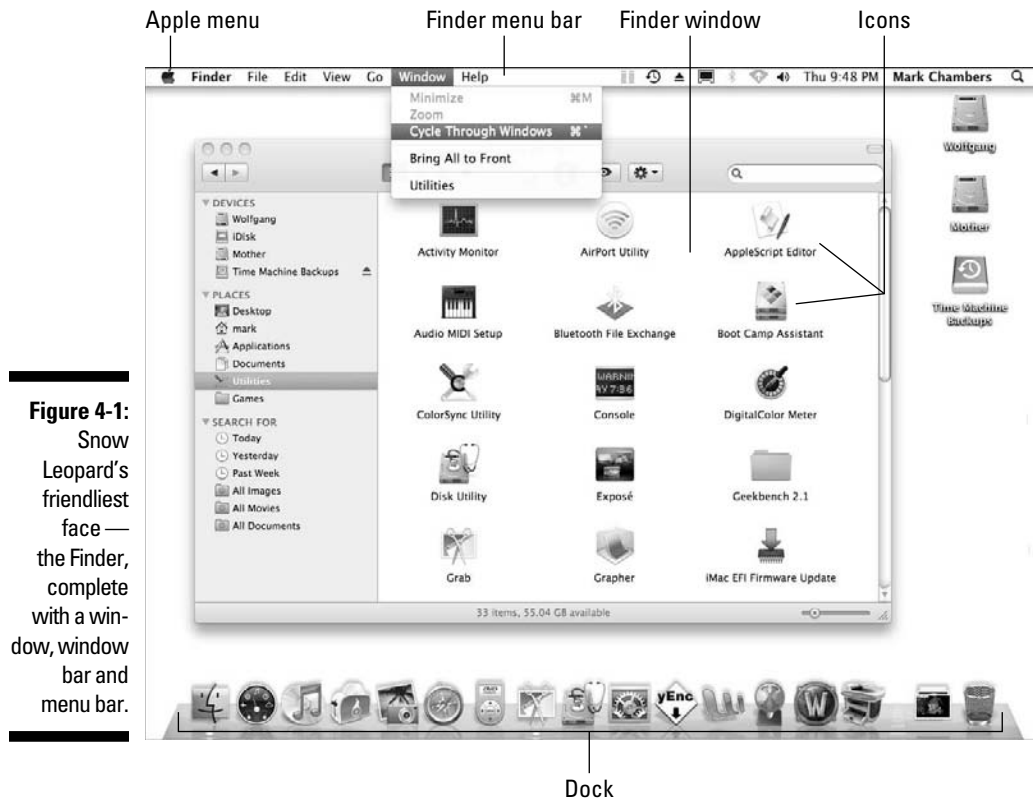 Apple menu
Finder menu bar
Finder window
Icons
Finder File Edit View Go Window Help
Thu 9:48 PM Mark Chambers
Minimize ⌘M
Zoom
Cycle Through Windows ⌘`
Bring All to Front
Utilities
Wolfgang
Mother
Time Machine
Backups
DEVICES
Wolfgang
iDisk
Mother
Time Machine Backups
PLACES
Desktop
mark
Applications
Documents
Utilities
Games
SEARCH FOR
Today
Yesterday
Past Week
All Images
All Movies
All Documents
Activity Monitor
AirPort Utility
AppleScript Editor
Audio MIDI Setup
Bluetooth File Exchange
Boot Camp Assistant
WARNIN
AY 7:36
ColorSync Utility
Console
DigitalColor Meter
Disk Utility
Exposé
Geekbench 2.1
Grab
Grapher
iMac EFI Firmware Update
33 items, 55.04 GB available
yEnc
W
Dock
Figure 4-1:
Snow
Leopard's
friendliest
face —
the Finder,
complete
with a win-
dow, window
bar and
menu bar.